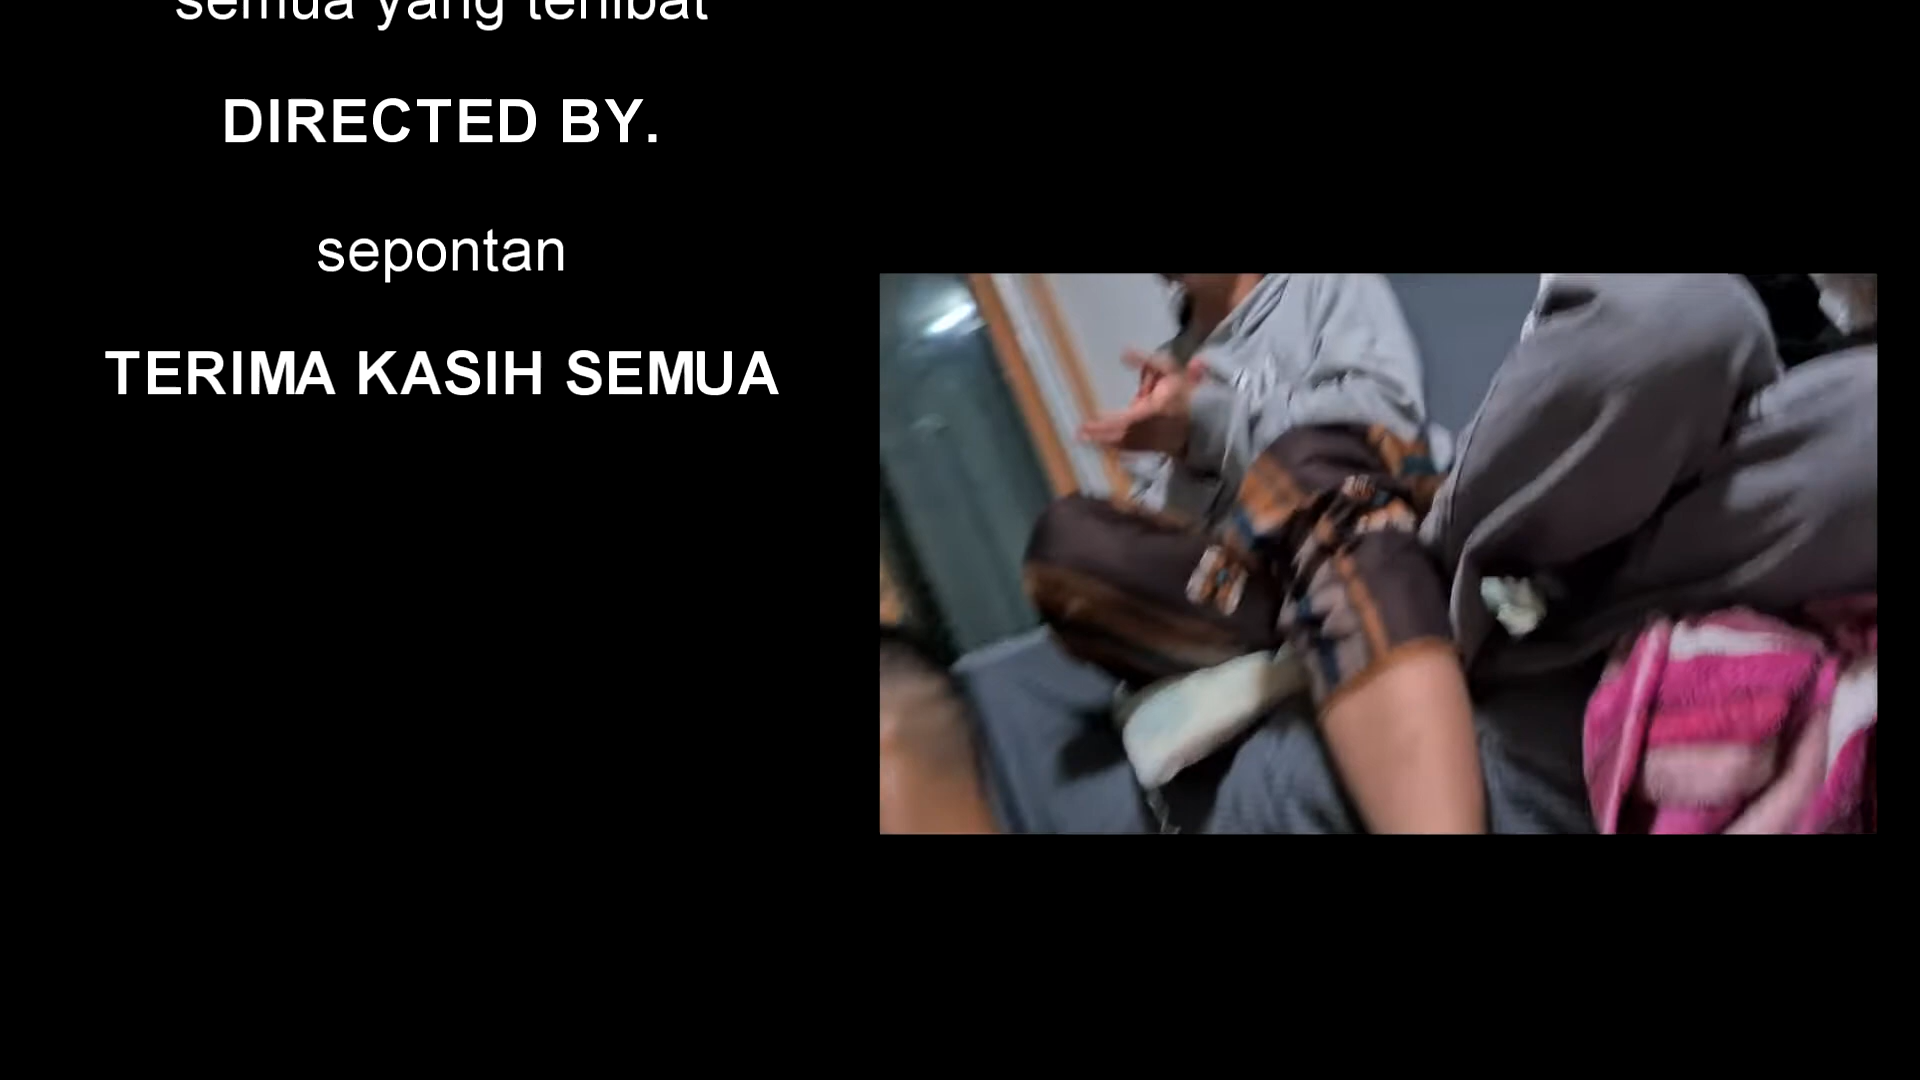 semua yang terlibat
DIRECTED BY.
sepontan
TERIMA KASIH SEMUA